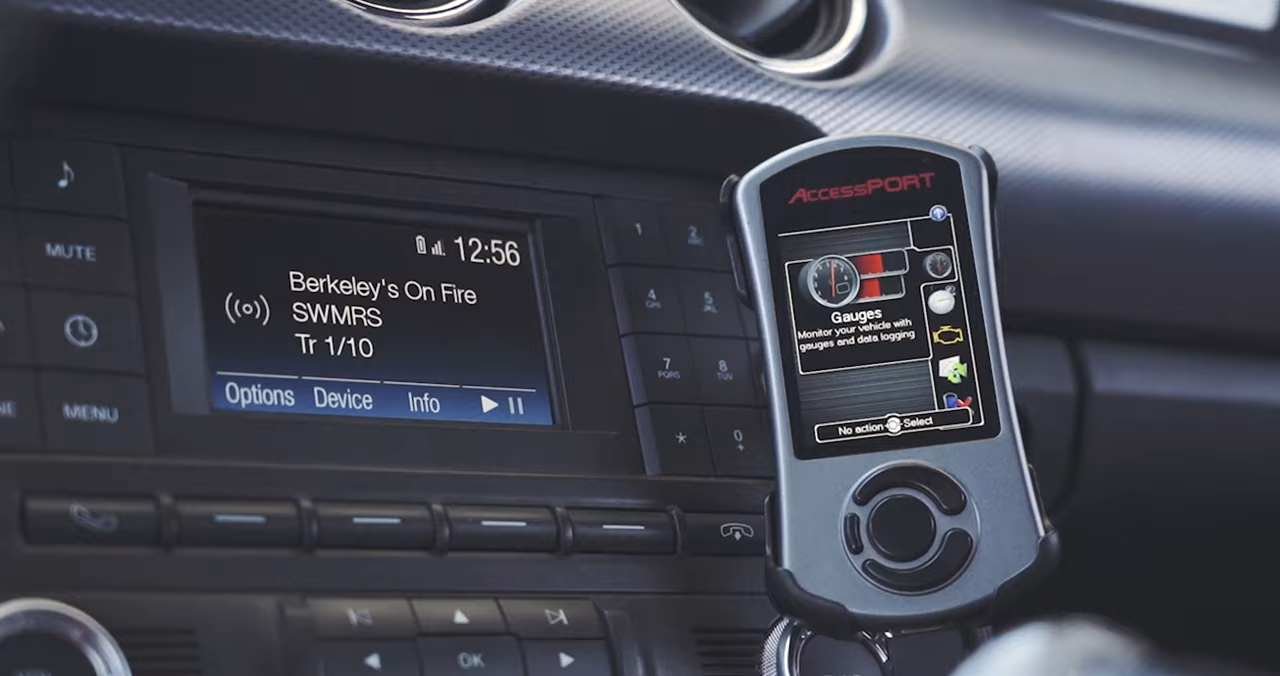 MUTE
MENU
12:56
Berkeley's On Fire
SWMRS
Tr 1/10
Options Device Info
1 2
4 5
7 8
PQRS TUV
* 0
+
OK
AccessPORT
Gauges
Monitor your vehicle with
gauges and data logging
No action Select